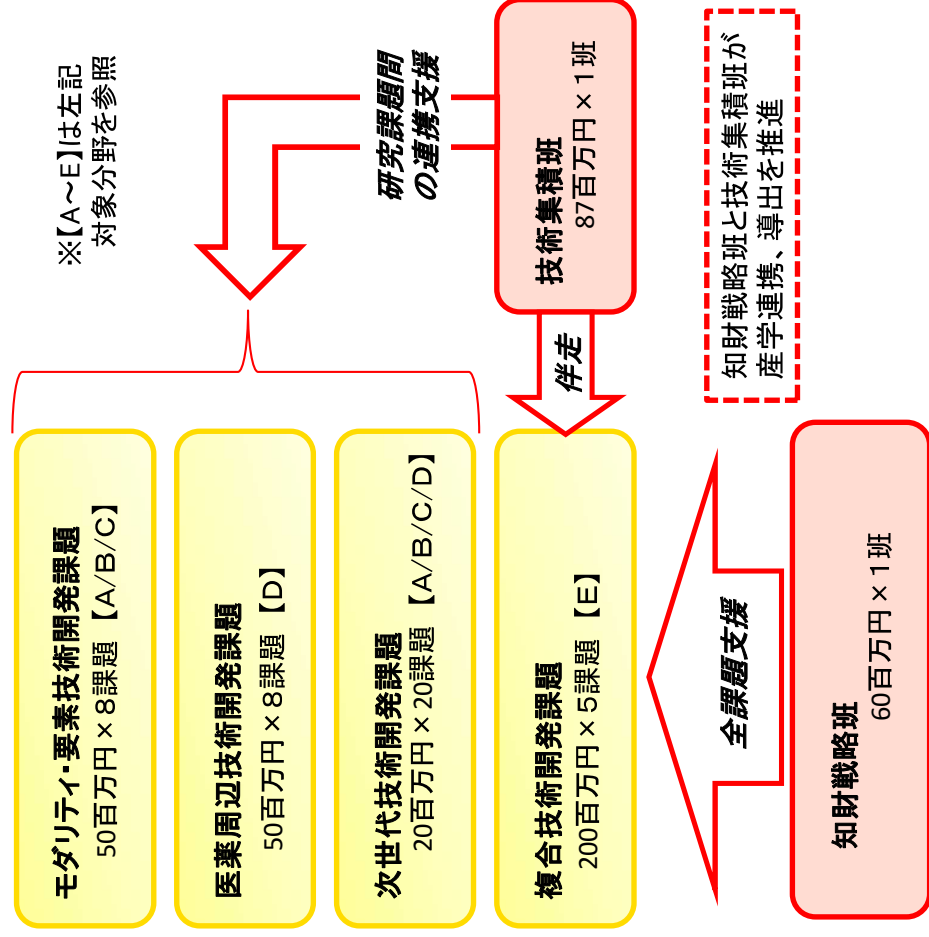 モダリティ・要素技術開発課題
50百万円×8課題【A/B/C】
医薬周辺技術開発課題
50百万円×8課題【D】
次世代技術開発課題
20百万円×20課題【A/B/C/D】
複合技術開発課題
200百万円×5課題【E】
※【A～E】は左記
対象分野を参照
研究課題間
の連携支援
技術集積班
87百万円×1班
伴走
全課題支援
知財戦略班
60百万円×1班
知財戦略班と技術集積班が
産学連携、導出を推進